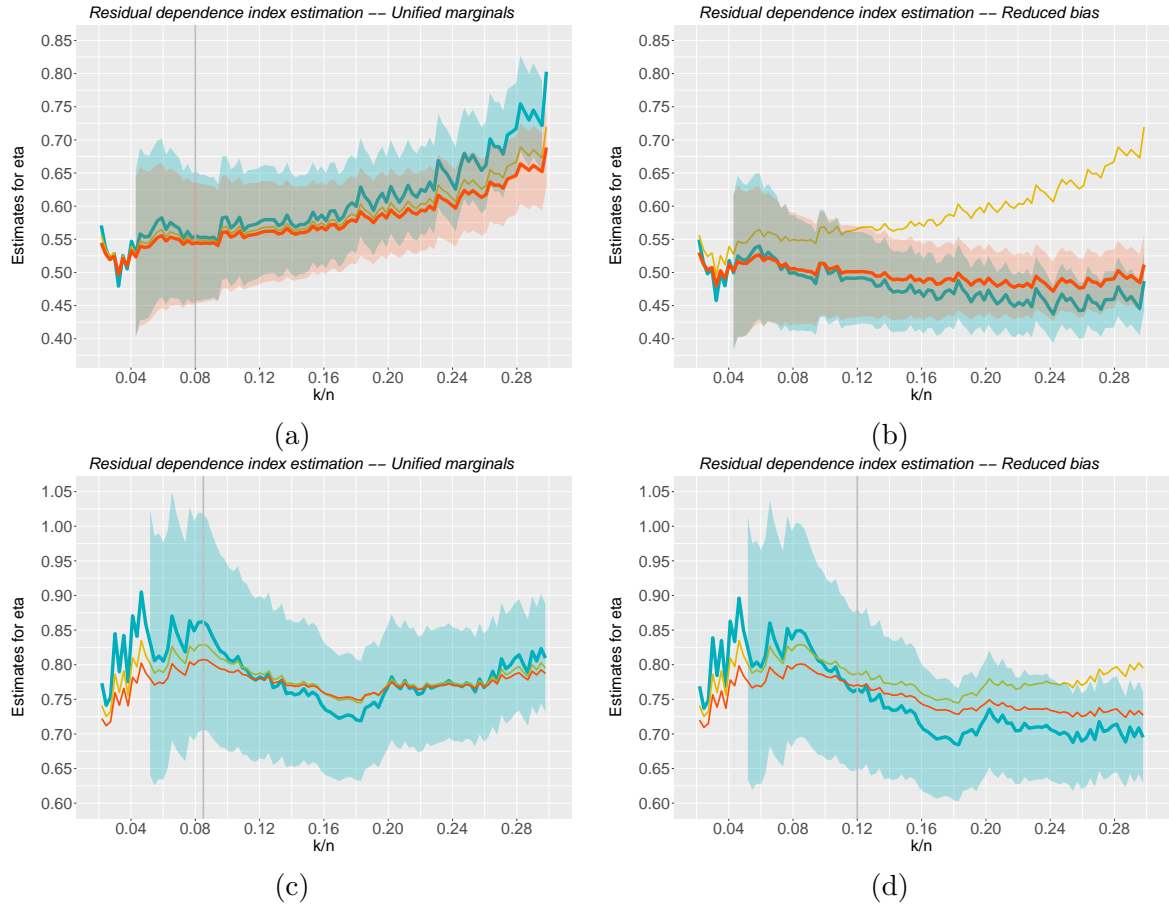 Residual dependence index estimation −− Unified marginals
0.85
0.80
0.75
0.70
0.65
0.60
0.55
0.50
0.45
0.40
Estimates for eta
0.04 0.08 0.12 0.16 0.20 0.24 0.28
k/n
(a)
Residual dependence index estimation −− Reduced bias
0.85
0.80
0.75
0.70
0.65
0.60
0.55
0.50
0.45
0.40
Estimates for eta
0.04 0.08 0.12 0.16 0.20 0.24 0.28
k/n
(b)
Residual dependence index estimation −− Unified marginals
1.05
1.00
0.95
0.90
0.85
0.80
0.75
0.70
0.65
0.60
Estimates for eta
0.04 0.08 0.12 0.16 0.20 0.24 0.28
k/n
(c)
Residual dependence index estimation −− Reduced bias
1.05
1.00
0.95
0.90
0.85
0.80
0.75
0.70
0.65
0.60
Estimates for eta
0.04 0.08 0.12 0.16 0.20 0.24 0.28
k/n
(d)